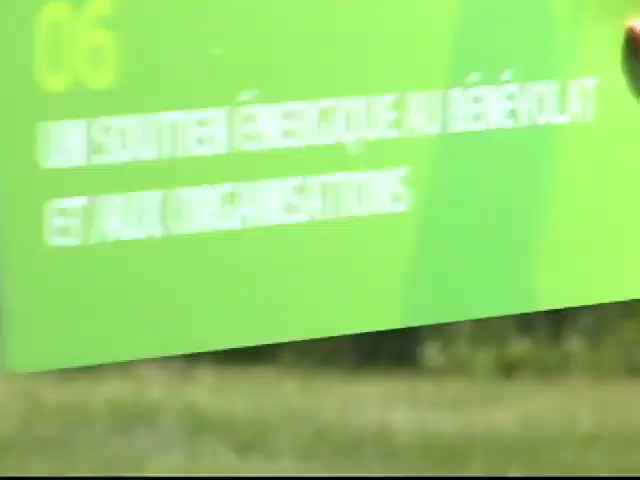 06
UN SOUTIEN ÉNERGIQUE AU BÉNÉVOLAT
ET AUX ORGANISATIONS